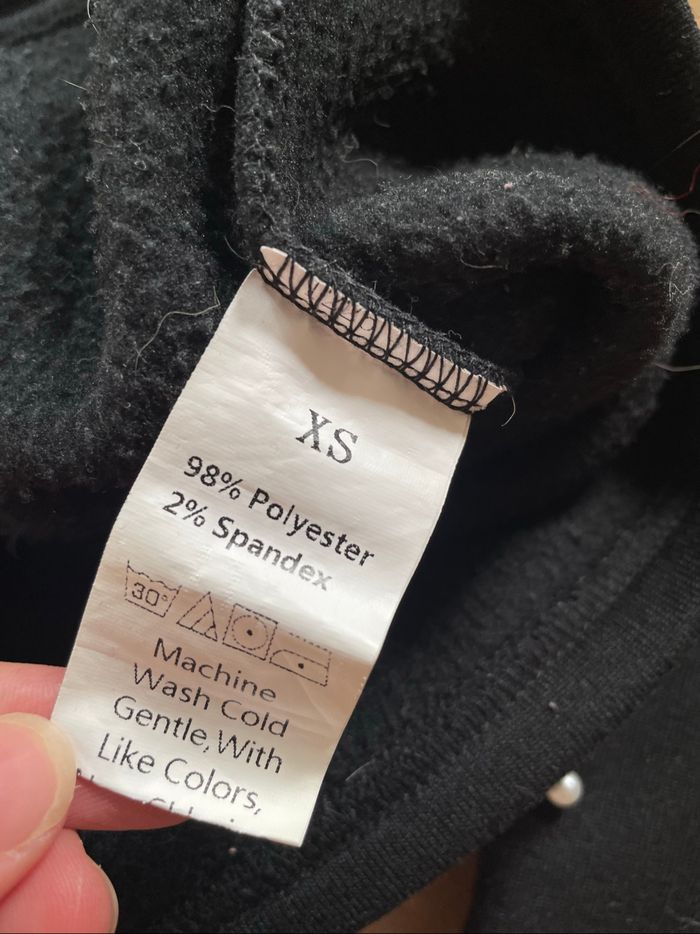 XS
98% Polyester
2% Spandex
30°
Machine
Wash Cold
Gentle, With
Like Colors,